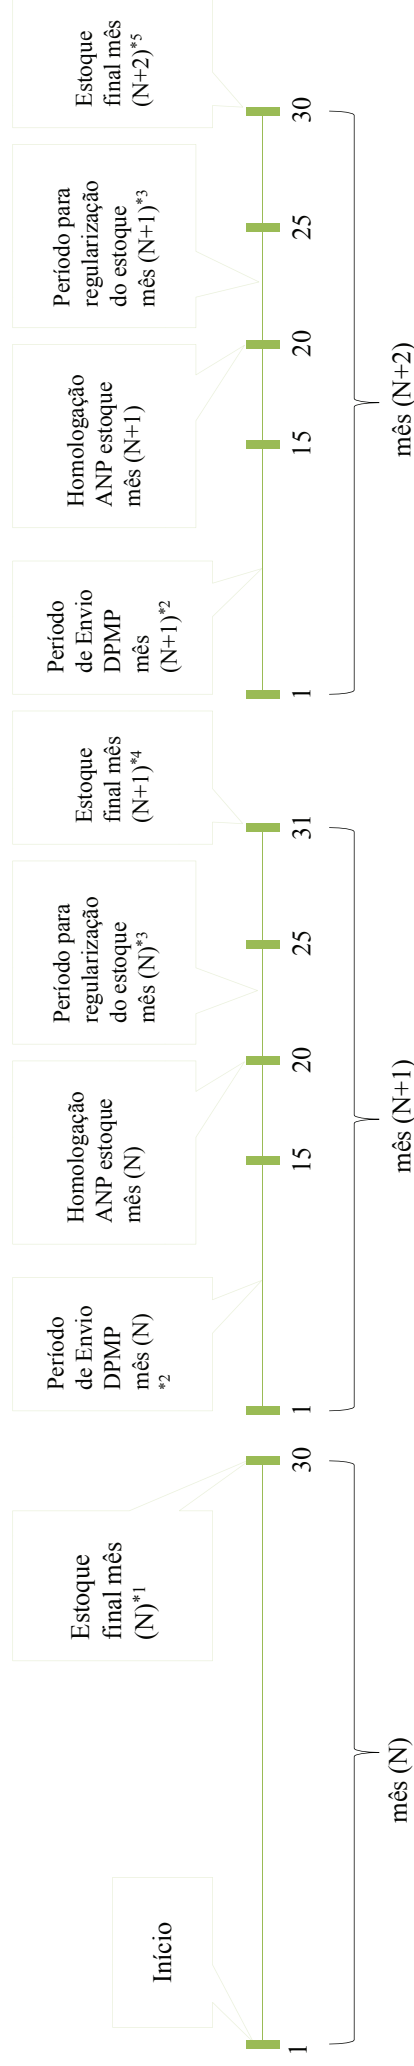 Início
Estoque
final mês
(N)*1
Período
de Envio
DPMP
mês (N)
*2
Homologação
ANP estoque
mês (N)
Período para
regularização
do estoque
mês (N)*3
Estoque
final mês
(N+1)*4
Período
de Envio
DPMP
mês
(N+1)*2
Homologação
ANP estoque
mês (N+1)
Período para
regularização
do estoque
mês (N+1)*3
Estoque
final mês
(N+2)*5
1
30
1
15
20
25
31
1
15
20
25
30
mês (N)
mês (N+1)
mês (N+2)